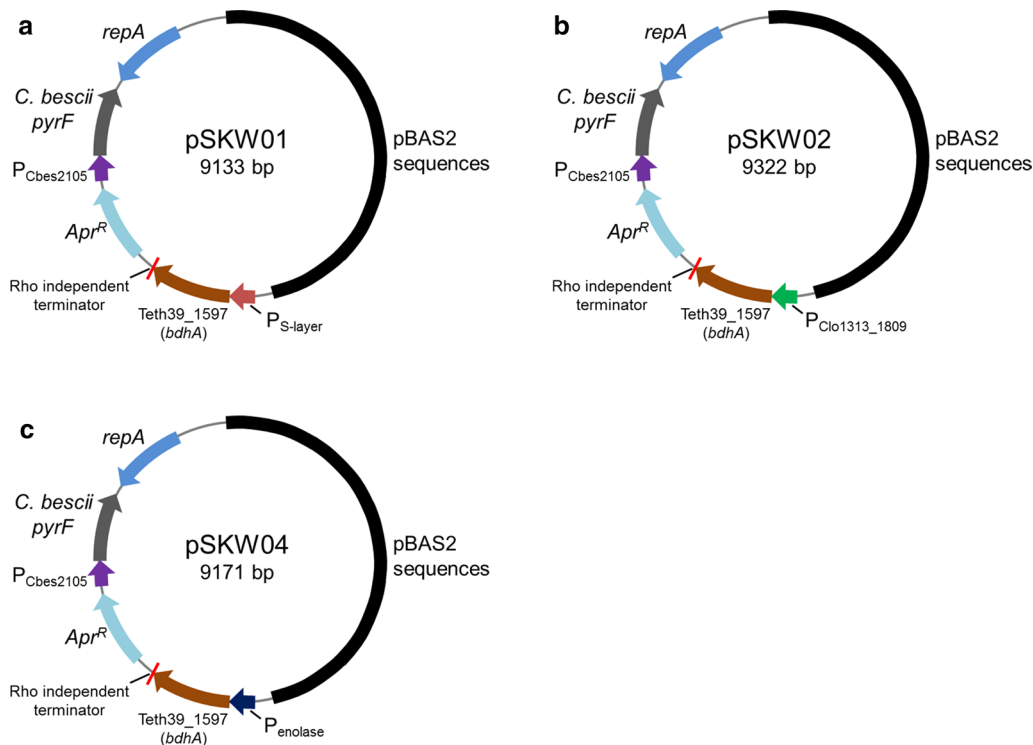 a
repA
C. bescii
pyrF
pSKW01
9133 bp
pBAS2
sequences
PCbes2105
AprR
Rho independent
terminator
Teth39_1597
(bdhA)
PS-layer
b
repA
C. bescii
pyrF
pSKW02
9322 bp
pBAS2
sequences
PCbes2105
AprR
Rho independent
terminator
Teth39_1597
(bdhA)
PClo1313_1809
c
repA
C. bescii
pyrF
pSKW04
9171 bp
pBAS2
sequences
PCbes2105
AprR
Rho independent
terminator
Teth39_1597
(bdhA)
Penolase